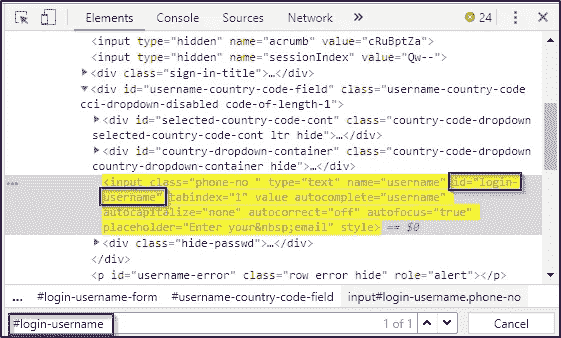 Elements Console Sources Network » 24
<input type="hidden" name="acrumb" value="cRuBptZa">
<input type="hidden" name="sessionIndex" value="Qw--">
▶<div class="sign-in-title">…</div>
▼<div id="username-country-code-field" class="username-country-code
cci-dropdown-disabled code-of-length-1">
▶<div id="selected-country-code-cont" class="country-code-dropdown
selected-country-code-cont ltr hide">…</div>
▶<div id="country-dropdown-container" class="country-code-dropdown
country-dropdown-container hide">…</div>
… <input class="phone-no " type="text" name="username" id="login-
username" tabindex="1" value autocomplete="username"
autocapitalize="none" autocorrect="off" autofocus="true"
placeholder="Enter your&nbsp;email" style> == $0
▶<div class="hide-passwd">…</div>
</div>
<p id="username-error" class="row error hide" role="alert"></p>
... #login-username-form #username-country-code-field input#login-username.phone-no
#login-username 1 of 1 Cancel